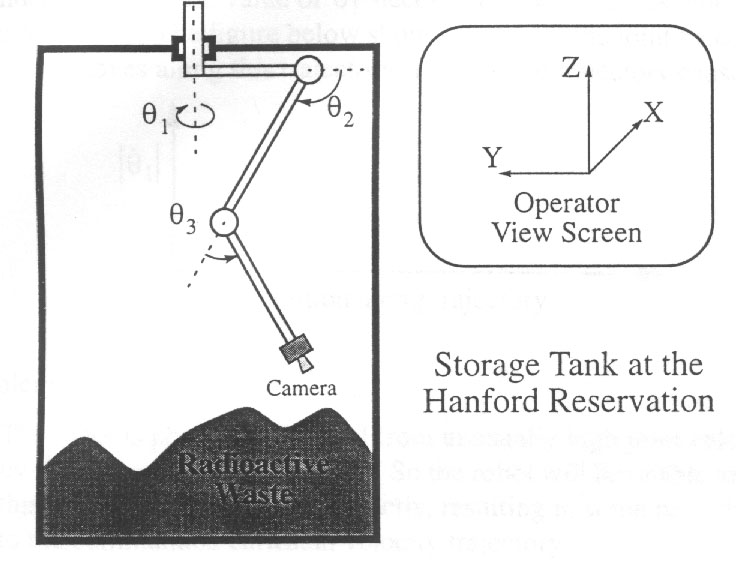 θ1
θ2
θ3
Camera
Radioactive
Waste
Z
X
Y
Operator
View Screen
Storage Tank at the
Hanford Reservation